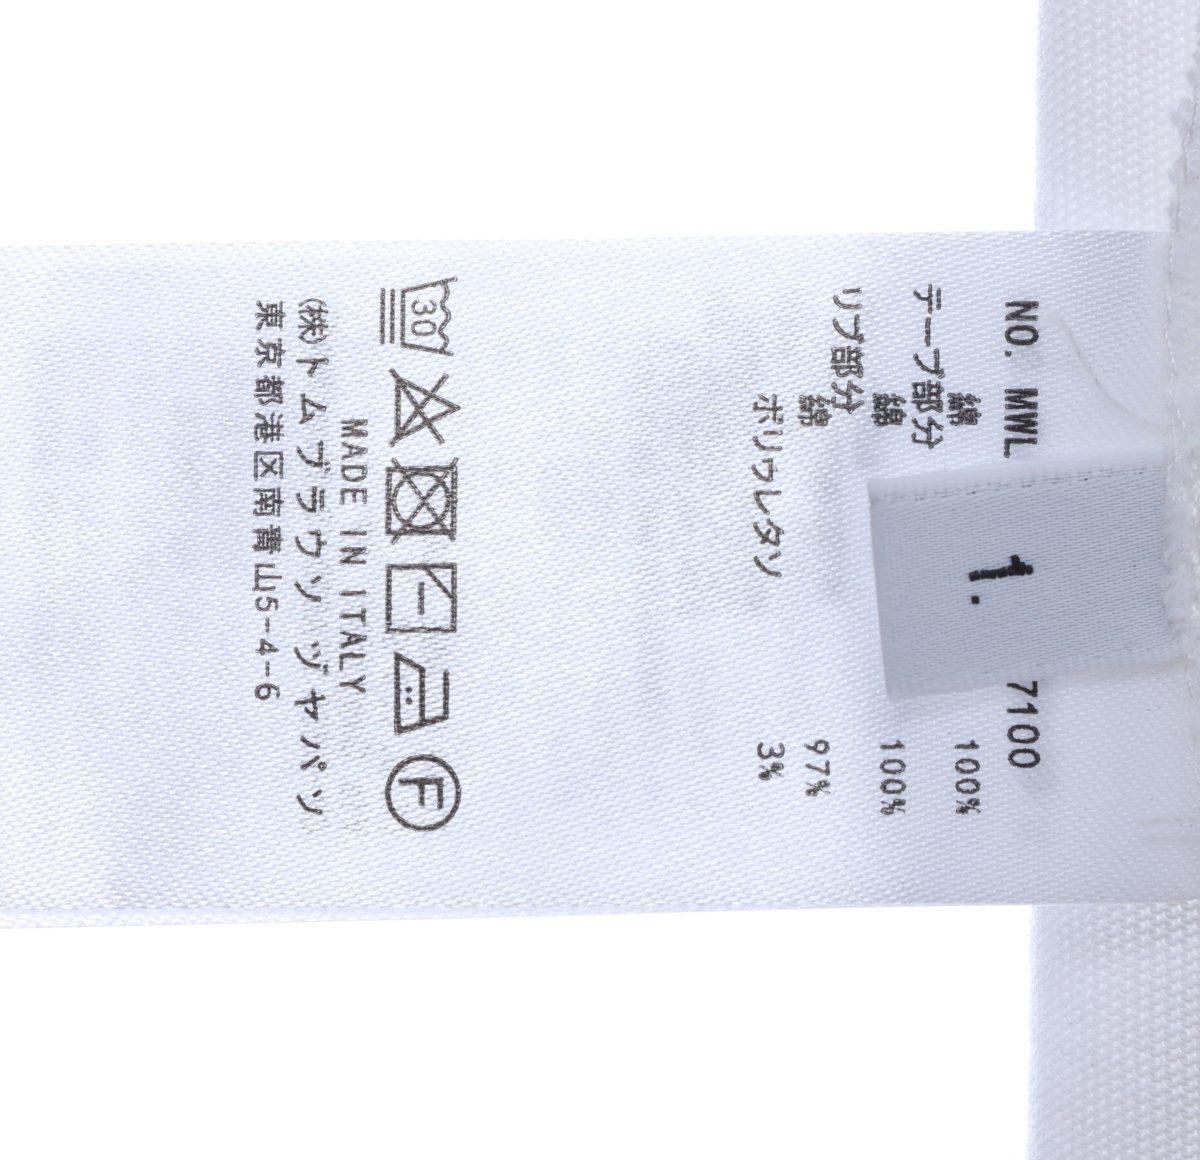 NO. MWL
7100
綿 100%
テープ部分
綿 100%
リブ部分
綿 97%
ポリウレタン 3%
1.
30
F
MADE IN ITALY
(株)トムブラウン ジャパン
東京都港区南青山5-4-6